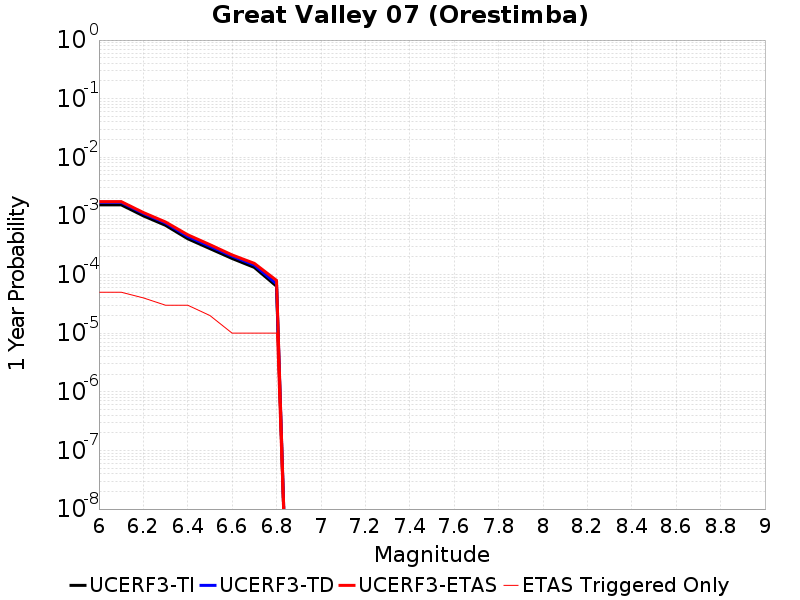 Great Valley 07 (Orestimba)
1 Year Probability
10^0
10^-1
10^-2
10^-3
10^-4
10^-5
10^-6
10^-7
10^-8
6 6.2 6.4 6.6 6.8 7 7.2 7.4 7.6 7.8 8 8.2 8.4 8.6 8.8 9
Magnitude
UCERF3-TI UCERF3-TD UCERF3-ETAS ETAS Triggered Only